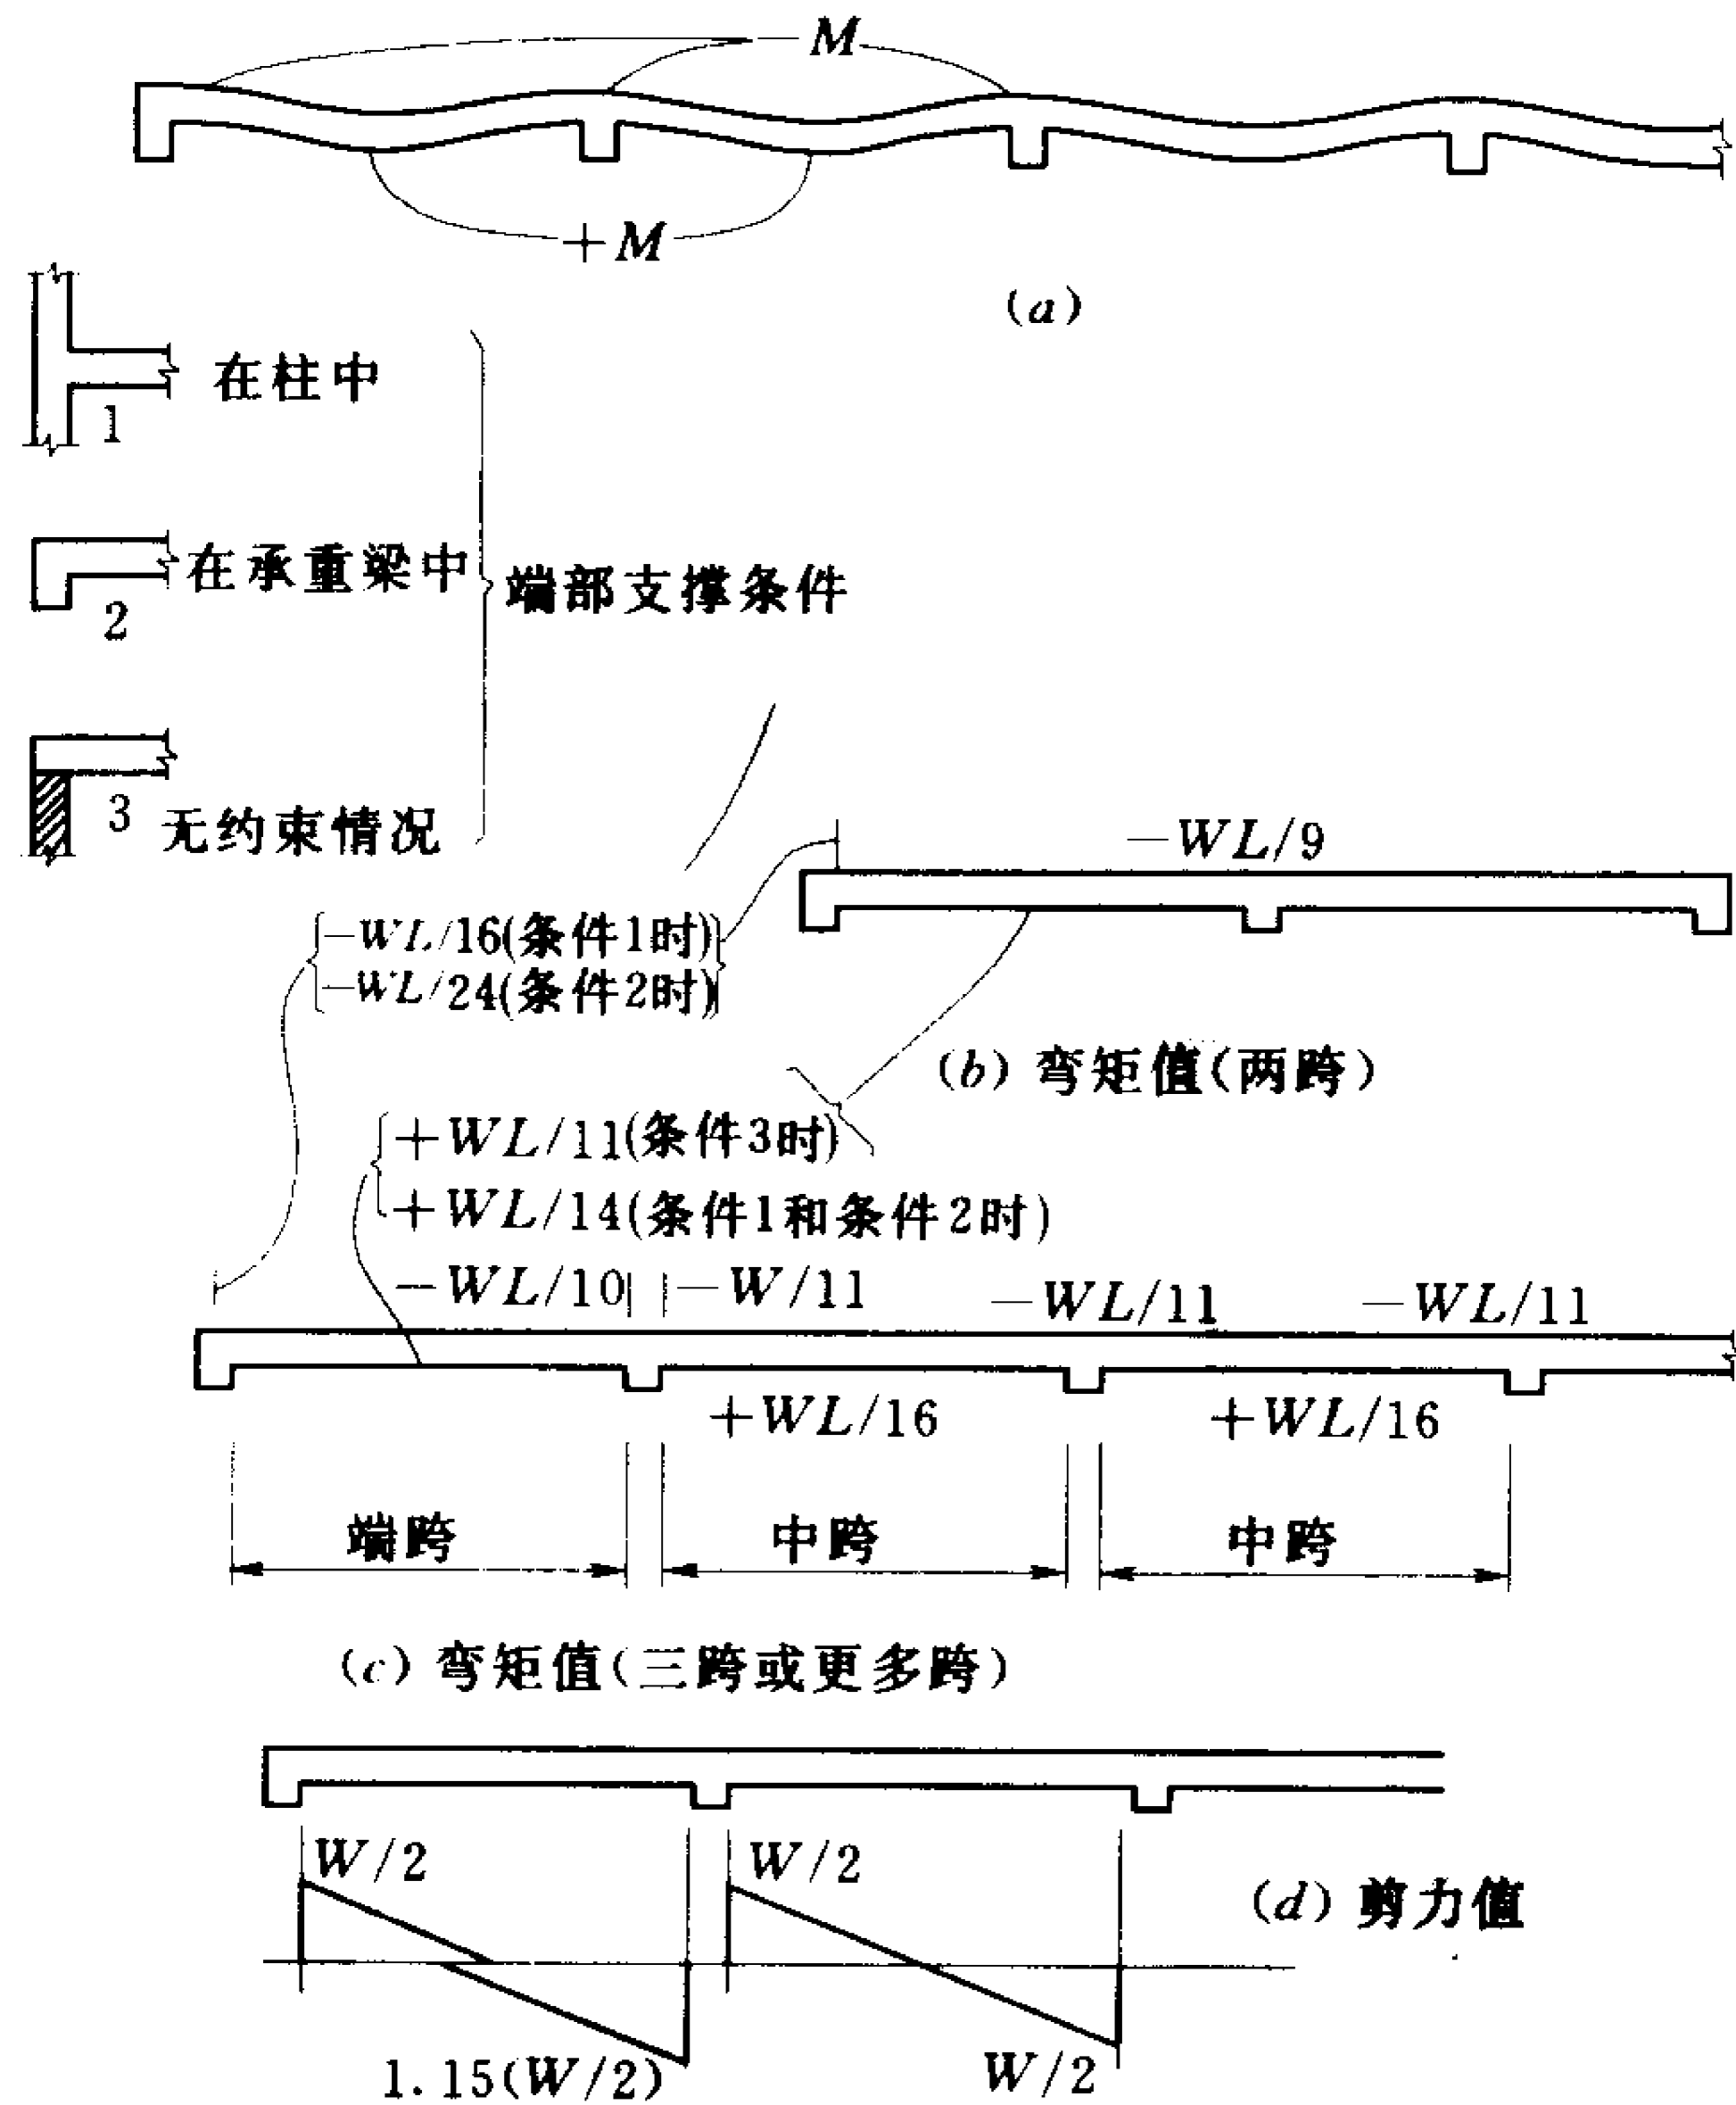 M
+M
(a)
在柱中
1
在承重梁中
2
端部支撑条件
3
无约束情况
-WL/9
-WL/16(条件1时)
-WL/24(条件2时)
(b) 弯矩值(两跨)
+WL/11(条件3时)
+WL/14(条件1和条件2时)
-WL/10 -W/11 -WL/11 -WL/11
+WL/16 +WL/16
端跨 中跨 中跨
(c) 弯矩值(三跨或更多跨)
W/2 W/2
(d) 剪力值
1.15(W/2) W/2